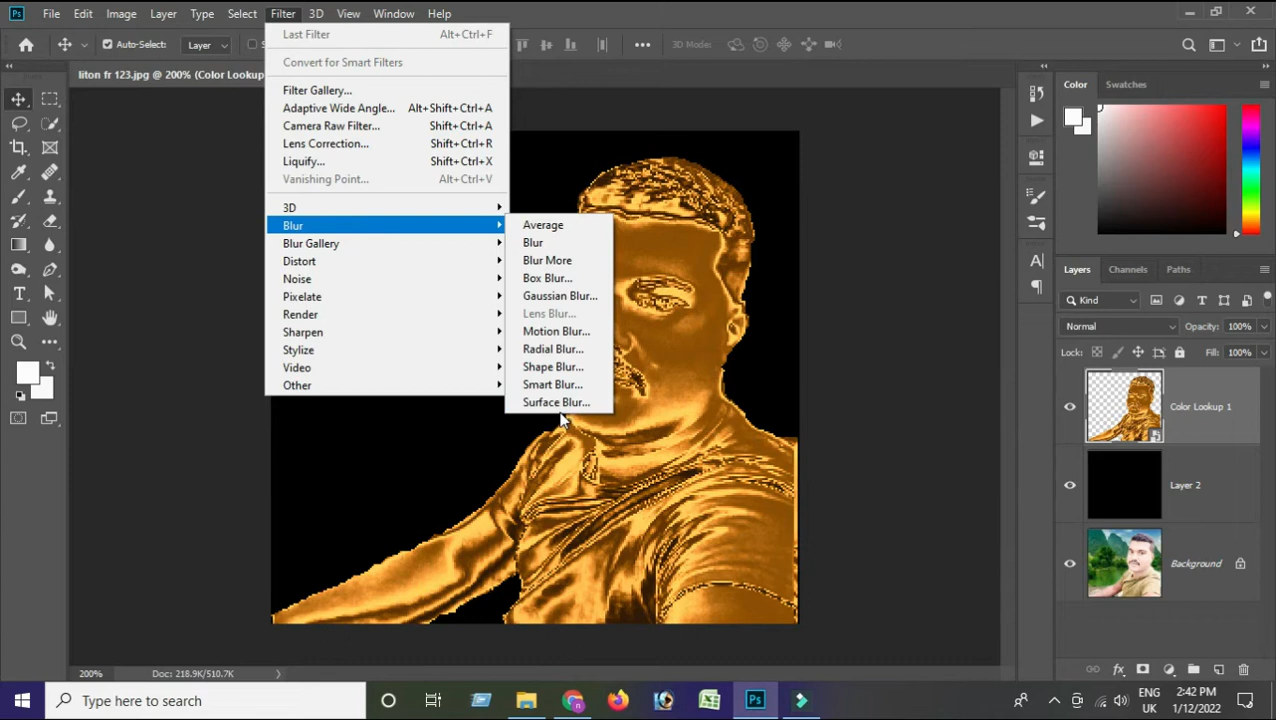 Ps File Edit Image Layer Type Select Filter 3D View Window Help
Auto-Select: Layer
3D Mode:
liton fr 123.jpg @ 200% (Color Lookup
Last Filter Alt+Ctrl+F
Convert for Smart Filters
Filter Gallery...
Adaptive Wide Angle... Alt+Shift+Ctrl+A
Camera Raw Filter... Shift+Ctrl+A
Lens Correction... Shift+Ctrl+R
Liquify... Shift+Ctrl+X
Vanishing Point... Alt+Ctrl+V
3D
Blur
Blur Gallery
Distort
Noise
Pixelate
Render
Sharpen
Stylize
Video
Other
Average
Blur
Blur More
Box Blur...
Gaussian Blur...
Lens Blur...
Motion Blur...
Radial Blur...
Shape Blur...
Smart Blur...
Surface Blur...
Color Swatches
Layers Channels Paths
Kind
Normal Opacity: 100%
Lock: Fill: 100%
Color Lookup 1
Layer 2
Background
200% Doc: 218.9K/510.7K
Type here to search
Ps
ENG
UK
2:42 PM
1/12/2022